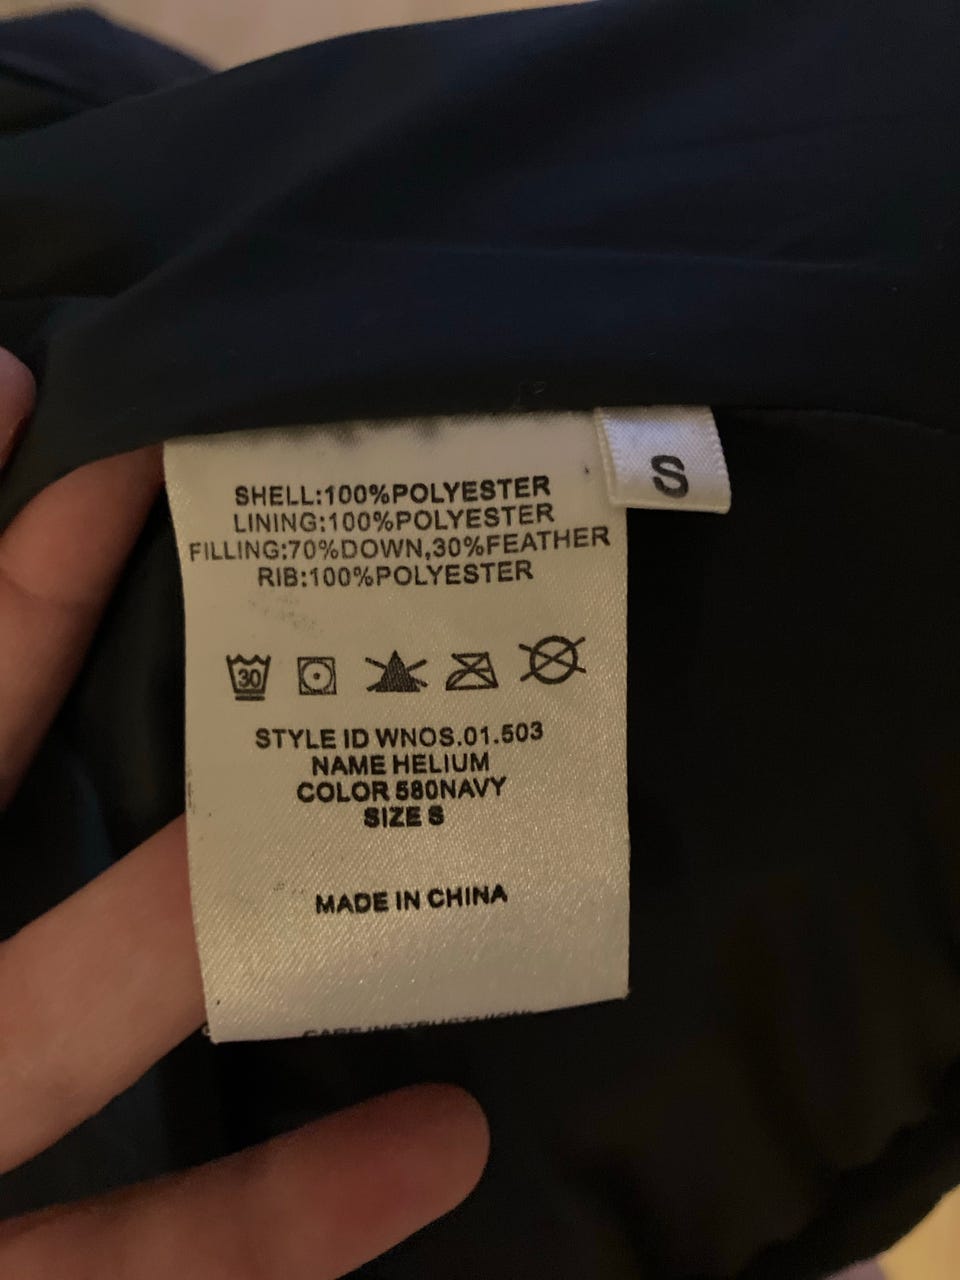 S
SHELL:100%POLYESTER
LINING:100%POLYESTER
FILLING:70%DOWN,30%FEATHER
RIB:100%POLYESTER
30
STYLE ID WNOS.01.503
NAME HELIUM
COLOR 580NAVY
SIZE S
MADE IN CHINA